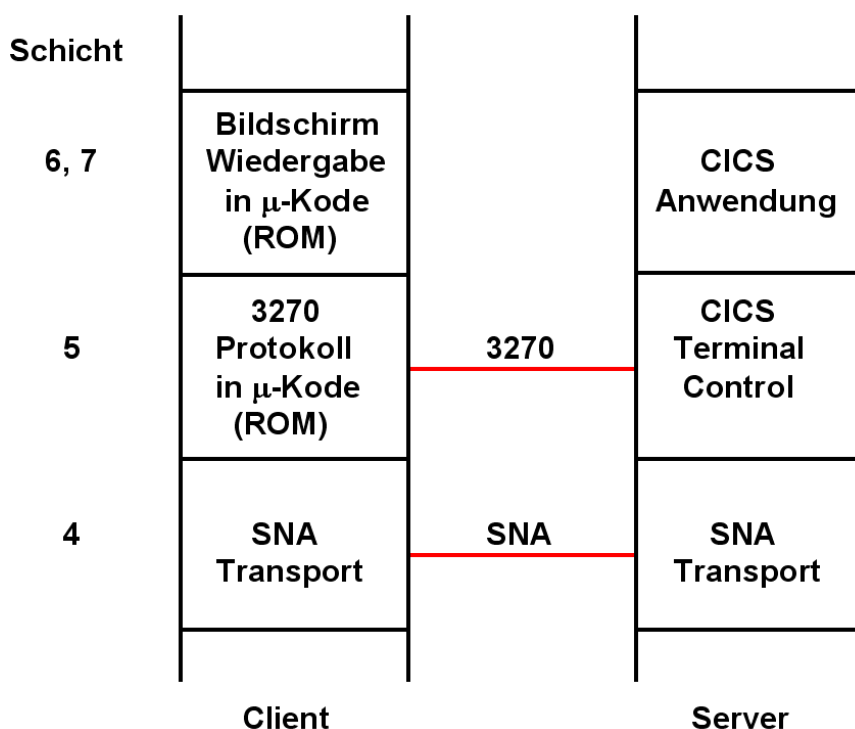 Schicht
6, 7
Bildschirm
Wiedergabe
in μ-Kode
(ROM)
CICS
Anwendung
5
3270
Protokoll
in μ-Kode
(ROM)
3270
CICS
Terminal
Control
4
SNA
Transport
SNA
SNA
Transport
Client
Server